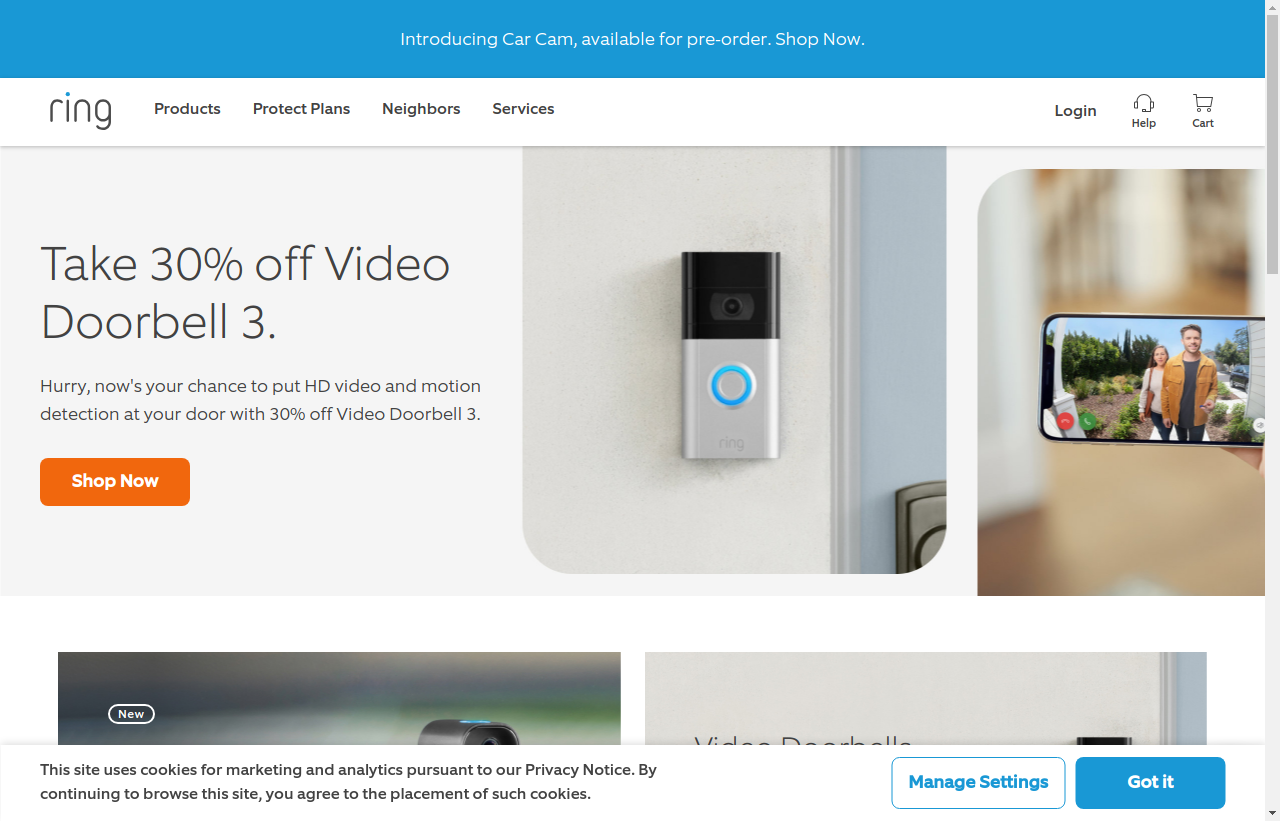 Introducing Car Cam, available for pre-order. Shop Now.
ring
Products
Protect Plans
Neighbors
Services
Login
Help
Cart
Take 30% off Video
Doorbell 3.
Hurry, now's your chance to put HD video and motion
detection at your door with 30% off Video Doorbell 3.
Shop Now
ring
New
Video Doorbells
This site uses cookies for marketing and analytics pursuant to our Privacy Notice. By
continuing to browse this site, you agree to the placement of such cookies.
Manage Settings
Got it